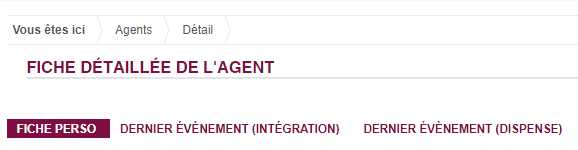 Vous êtes ici Agents Détail
FICHE DÉTAILLÉE DE L'AGENT
FICHE PERSO DERNIER ÉVÈNEMENT (INTÉGRATION) DERNIER ÉVÈNEMENT (DISPENSE)